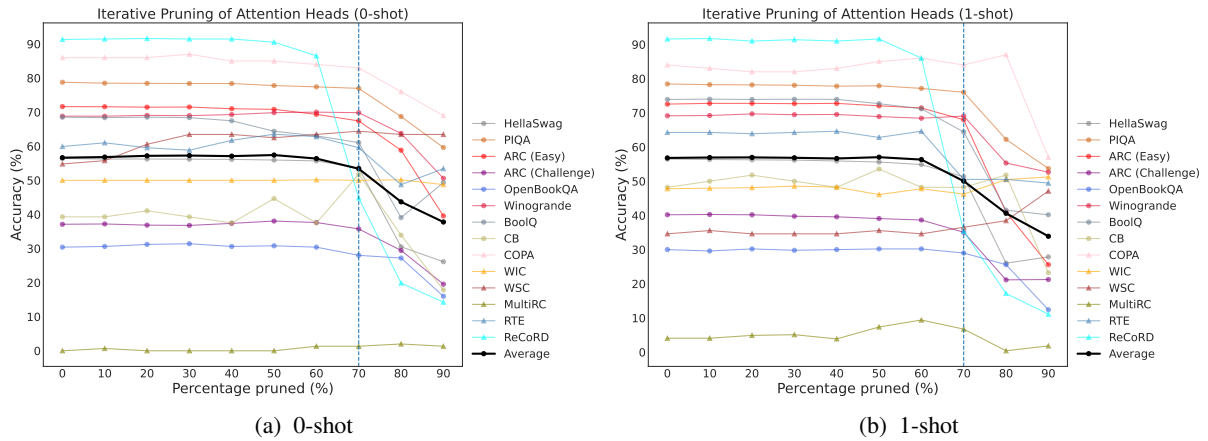 Iterative Pruning of Attention Heads (0-shot)
Accuracy (%)
90
80
70
60
50
40
30
20
10
0
0 10 20 30 40 50 60 70 80 90
Percentage pruned (%)
HellaSwag
PIQA
ARC (Easy)
ARC (Challenge)
OpenBookQA
Winogrande
BoolQ
CB
COPA
WIC
WSC
MultiRC
RTE
ReCoRD
Average
(a) 0-shot
Iterative Pruning of Attention Heads (1-shot)
Accuracy (%)
90
80
70
60
50
40
30
20
10
0
0 10 20 30 40 50 60 70 80 90
Percentage pruned (%)
HellaSwag
PIQA
ARC (Easy)
ARC (Challenge)
OpenBookQA
Winogrande
BoolQ
CB
COPA
WIC
WSC
MultiRC
RTE
ReCoRD
Average
(b) 1-shot